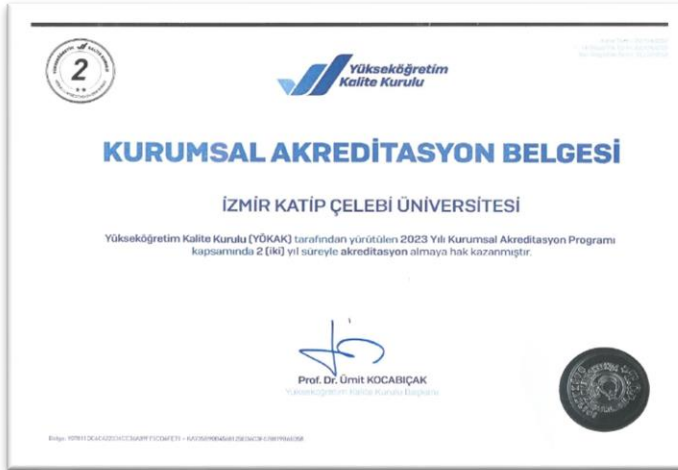 2
Yükseköğretim
Kalite Kurulu
KURUMSAL AKREDİTASYON BELGESİ
İZMİR KATİP ÇELEBİ ÜNİVERSİTESİ
Yükseköğretim Kalite Kurulu (YÖKAK) tarafından yürütülen 2023 Yılı Kurumsal Akreditasyon Programı
kapsamında 2 (iki) yıl süreyle akreditasyon almaya hak kazanmıştır.
Prof. Dr. Ümit KOCABIÇAK
Yükseköğretim Kalite Kurulu Başkanı